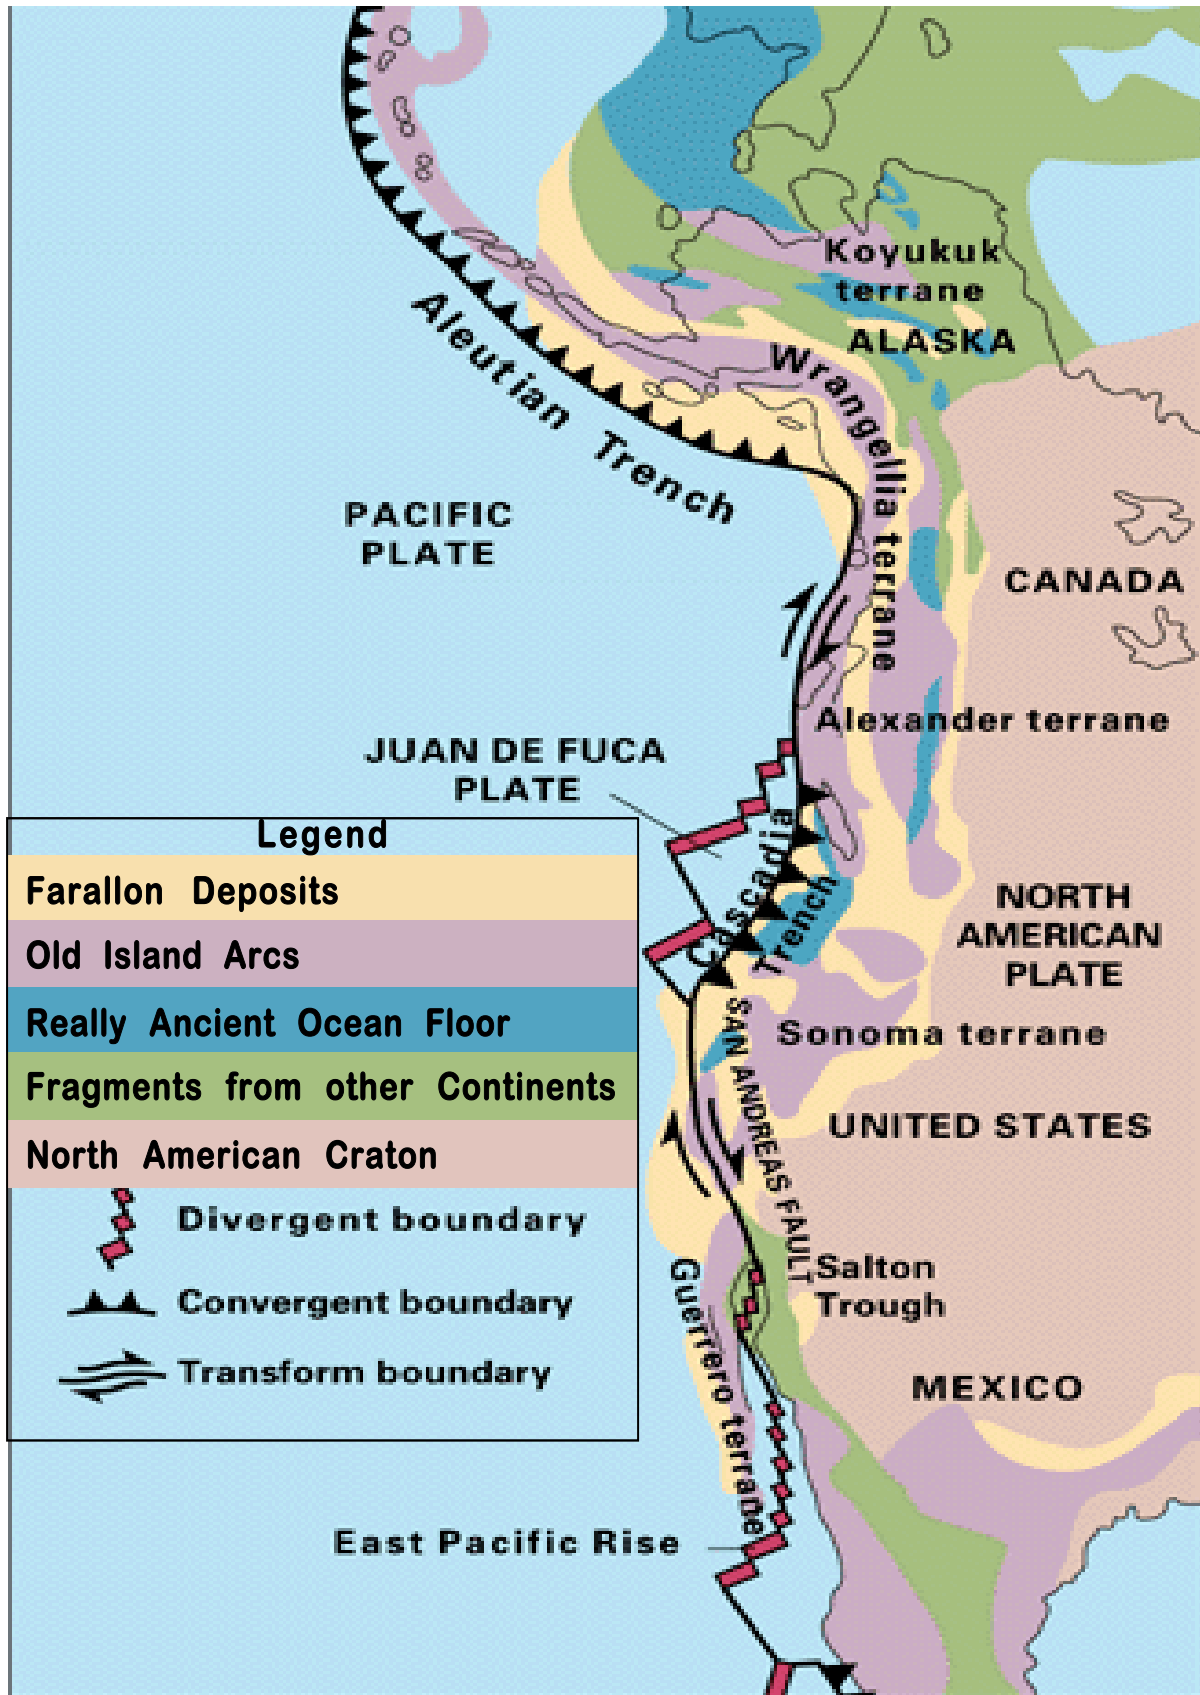 Koyukuk
terrane
ALASKA
Aleutian Trench
Wrangellia terrane
PACIFIC
PLATE
CANADA
Alexander terrane
JUAN DE FUCA
PLATE
Cascadia
Trench
NORTH
AMERICAN
PLATE
Legend
Farallon Deposits
Old Island Arcs
Really Ancient Ocean Floor
Fragments from other Continents
North American Craton
Divergent boundary
Convergent boundary
Transform boundary
SAN ANDREAS FAULT
Sonoma terrane
UNITED STATES
Salton
Trough
Guerrero terrane
MEXICO
East Pacific Rise